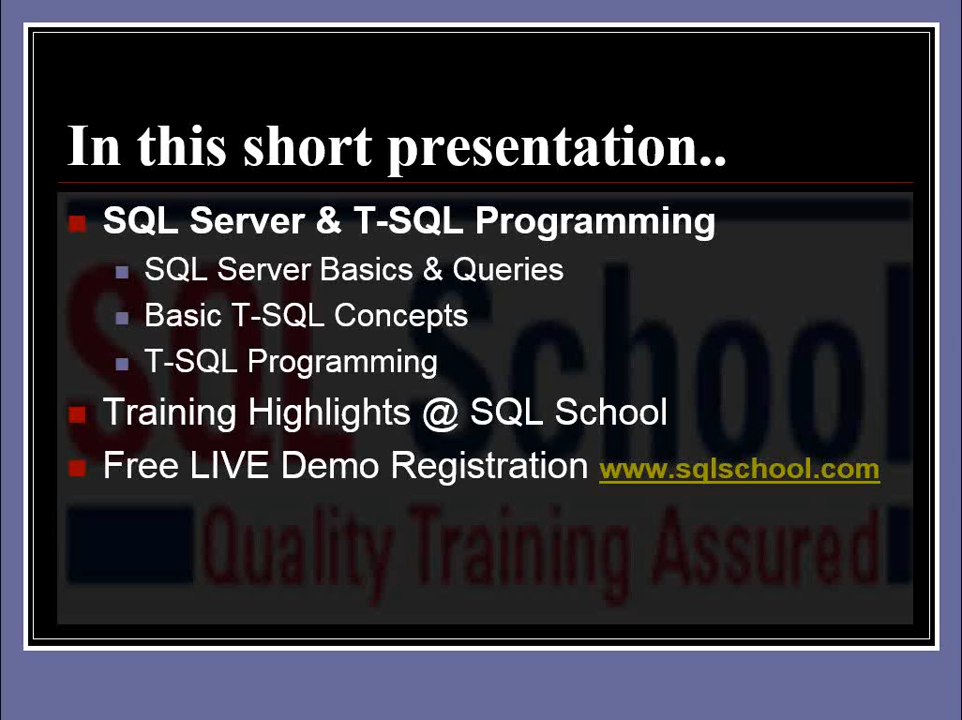 In this short presentation..
SQL Server & T-SQL Programming
SQL Server Basics & Queries
Basic T-SQL Concepts
T-SQL Programming
Training Highlights @ SQL School
Free LIVE Demo Registration www.sqlschool.com
SQL School
Quality Training Assured